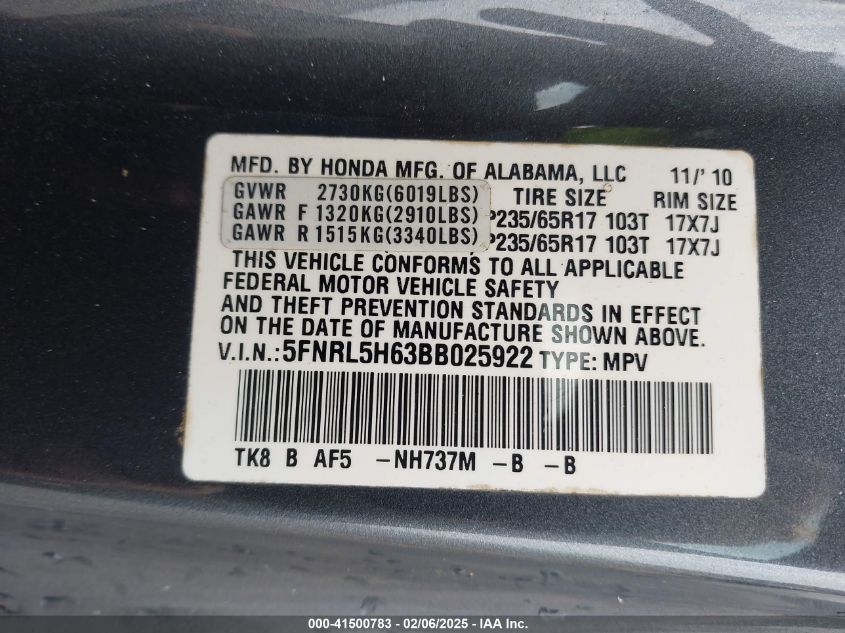 MFD. BY HONDA MFG. OF ALABAMA, LLC 11/'10
GVWR 2730KG(6019LBS) TIRE SIZE RIM SIZE
GAWR F 1320KG(2910LBS) P235/65R17 103T 17X7J
GAWR R 1515KG(3340LBS) P235/65R17 103T 17X7J
THIS VEHICLE CONFORMS TO ALL APPLICABLE
FEDERAL MOTOR VEHICLE SAFETY
AND THEFT PREVENTION STANDARDS IN EFFECT
ON THE DATE OF MANUFACTURE SHOWN ABOVE.
V.I.N.: 5FNRL5H63BB025922 TYPE: MPV
TK8 B AF5 -NH737M -B -B
000-41500783 - 02/06/2025 - IAA Inc.